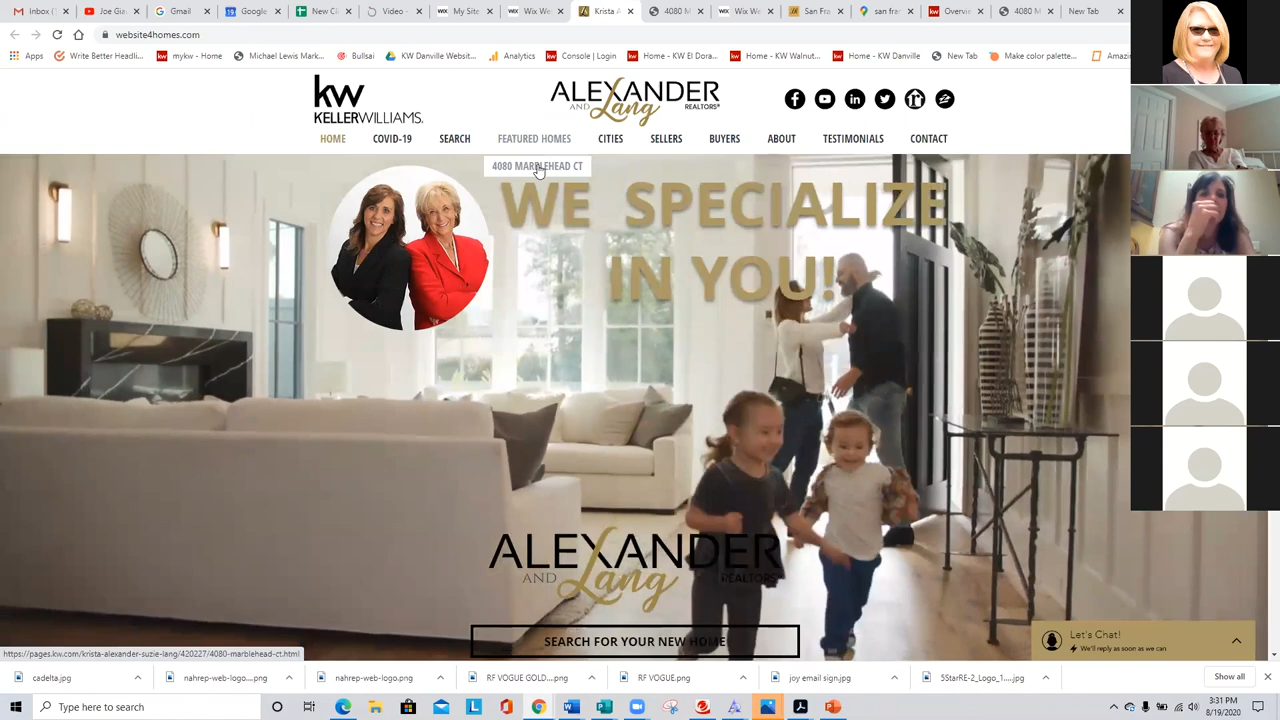 Inbox (
Joe Gia
Gmail
Google
New Cl
Video -
My Site
Wix We
Krista A
4080 M
Wix We
San Fra
san fran
Overvie
4080 M
New Tab
website4homes.com
Apps
Write Better Headli...
mykw - Home
Michael Lewis Mark...
Bullsai
KW Danville Websit...
Analytics
Console | Login
Home - KW El Dora...
Home - KW Walnut...
Home - KW Danville
New Tab
Make color palette...
Amazin
kw
KELLERWILLIAMS.
ALEXANDER
AND Lang REALTORS®
HOME
COVID-19
SEARCH
FEATURED HOMES
CITIES
SELLERS
BUYERS
ABOUT
TESTIMONIALS
CONTACT
4080 MARBLEHEAD CT
WE SPECIALIZE
IN YOU!
ALEXANDER
AND Lang REALTORS
SEARCH FOR YOUR NEW HOME
Let's Chat!
We'll reply as soon as we can
https://pages.kw.com/krista-alexander-suzie-lang/420227/4080-marblehead-ct.html
cadelta.jpg
nahrep-web-logo....png
nahrep-web-logo.png
RF VOGUE GOLD....png
RF VOGUE.png
joy email sign.jpg
5StarRE-2_Logo_1....jpg
Show all
Type here to search
3:31 PM
8/19/2020